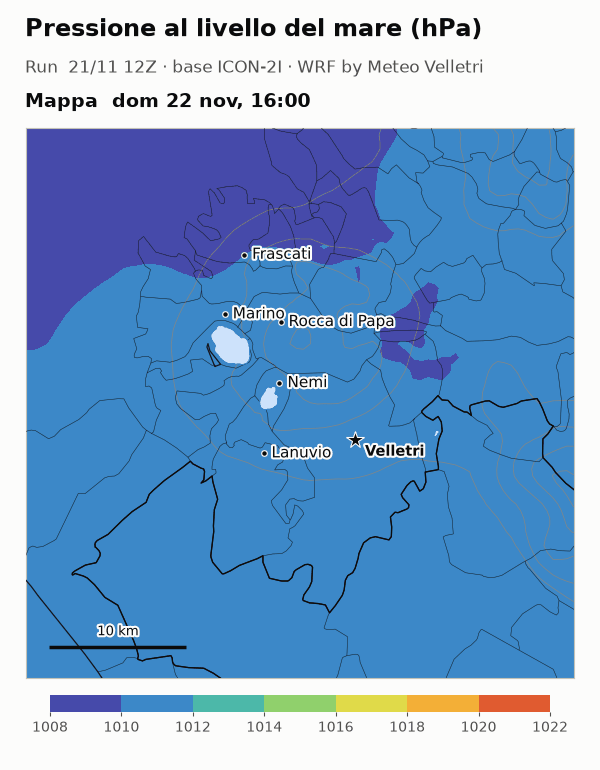 Pressione al livello del mare (hPa)
Run  21/11 12Z · base ICON-2I · WRF by Meteo Velletri
Mappa  dom 22 nov, 16:00
Frascati
Marino
Rocca di Papa
Nemi
Velletri
Lanuvio
10 km
1008 1010 1012 1014 1016 1018 1020 1022